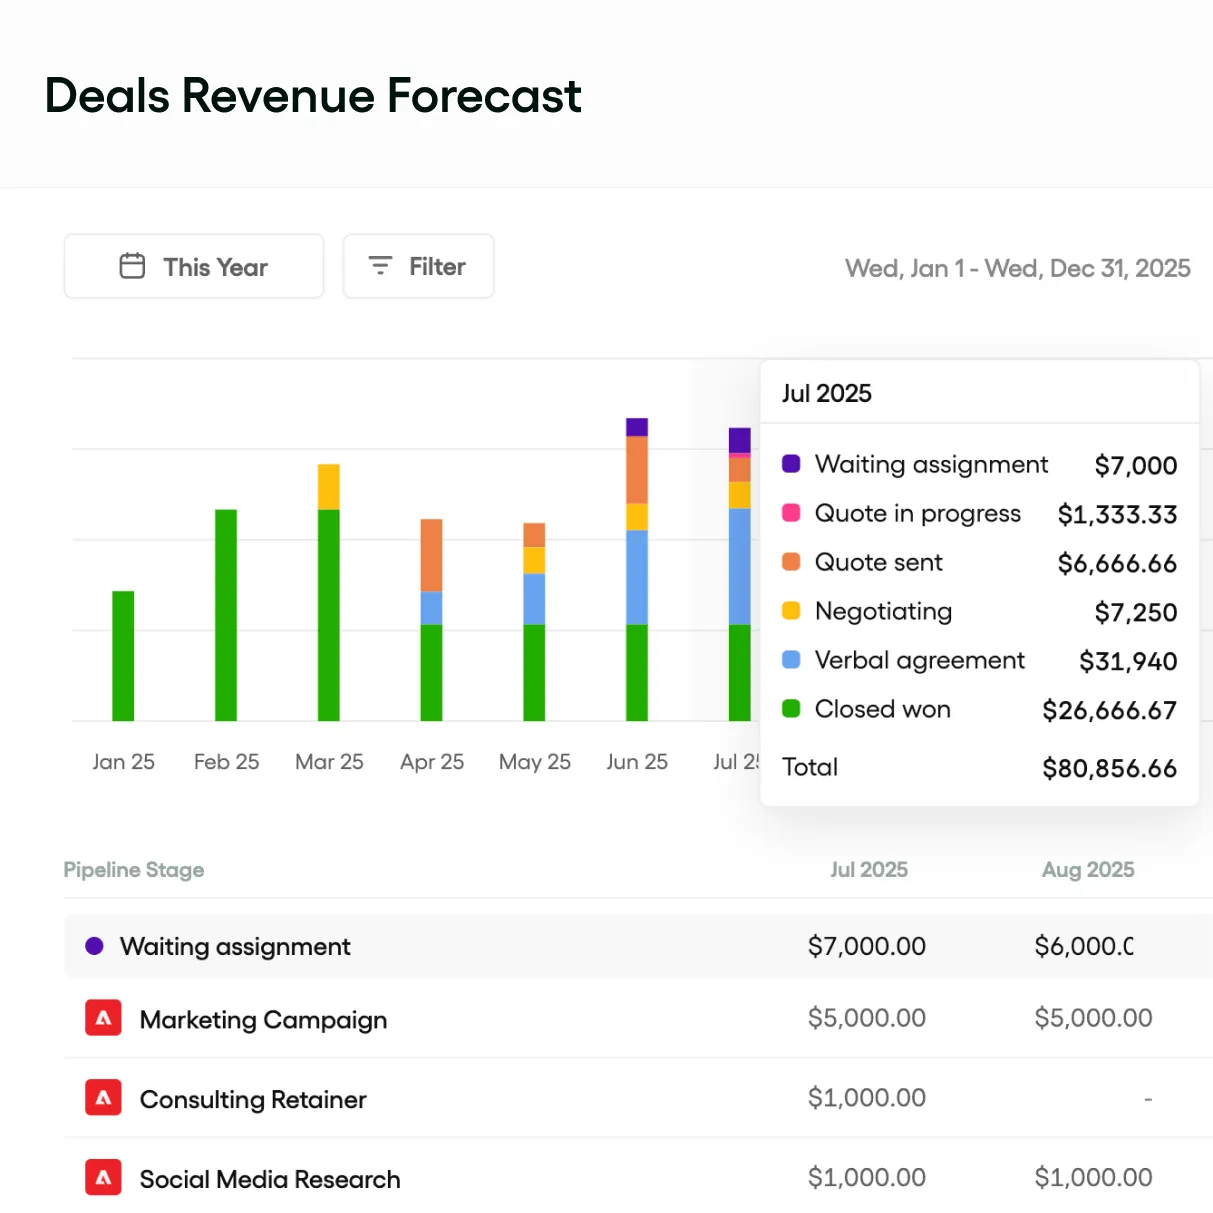 Deals Revenue Forecast
This Year
Filter
Wed, Jan 1 - Wed, Dec 31, 2025
Jul 2025
Waiting assignment $7,000
Quote in progress $1,333.33
Quote sent $6,666.66
Negotiating $7,250
Verbal agreement $31,940
Closed won $26,666.67
Total $80,856.66
Jan 25 Feb 25 Mar 25 Apr 25 May 25 Jun 25 Jul 25
Pipeline Stage Jul 2025 Aug 2025
Waiting assignment $7,000.00 $6,000.0
Marketing Campaign $5,000.00 $5,000.00
Consulting Retainer $1,000.00 -
Social Media Research $1,000.00 $1,000.00